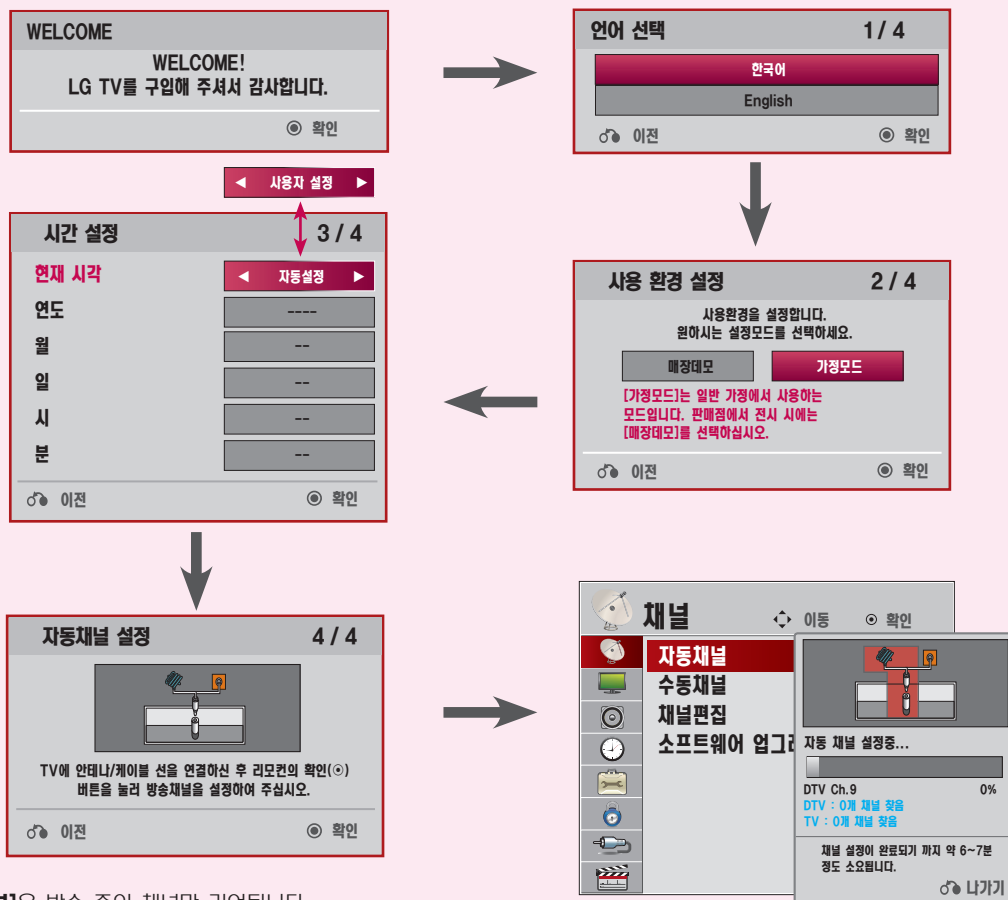 WELCOME
WELCOME!
LG TV를 구입해 주셔서 감사합니다.
확인
언어 선택 1 / 4
한국어
English
이전 확인
사용 환경 설정 2 / 4
사용환경을 설정합니다.
원하시는 설정모드를 선택하세요.
매장데모 가정모드
[가정모드]는 일반 가정에서 사용하는
모드입니다. 판매점에서 전시 시에는
[매장데모]를 선택하십시오.
이전 확인
사용자 설정
시간 설정 3 / 4
현재 시각 자동설정
연도 ----
월 --
일 --
시 --
분 --
이전 확인
자동채널 설정 4 / 4
TV에 안테나/케이블 선을 연결하신 후 리모컨의 확인(⊙)
버튼을 눌러 방송채널을 설정하여 주십시오.
이전 확인
채널 이동 확인
자동채널
수동채널
채널편집
소프트웨어 업그
자동 채널 설정중...
DTV Ch.9 0%
DTV : 0개 채널 찾음
TV : 0개 채널 찾음
채널 설정이 완료되기 까지 약 6~7분
정도 소요됩니다.
나가기